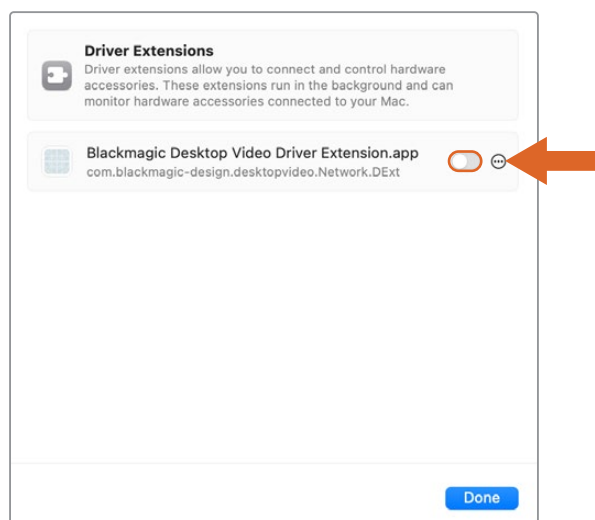 Driver Extensions
Driver extensions allow you to connect and control hardware
accessories. These extensions run in the background and can
monitor hardware accessories connected to your Mac.
Blackmagic Desktop Video Driver Extension.app
com.blackmagic-design.desktopvideo.Network.DExt
Done